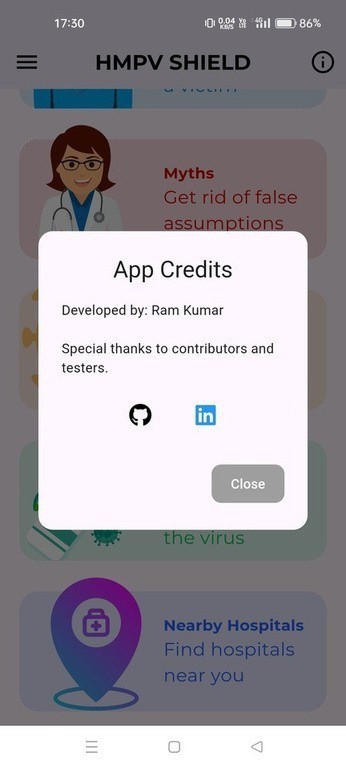 17:30
0.04
KB/S
Vo
LTE
4G
86%
HMPV SHIELD
a victim
Myths
Get rid of false
assumptions
App Credits
Developed by: Ram Kumar
Special thanks to contributors and
testers.
in
Close
the virus
Nearby Hospitals
Find hospitals
near you